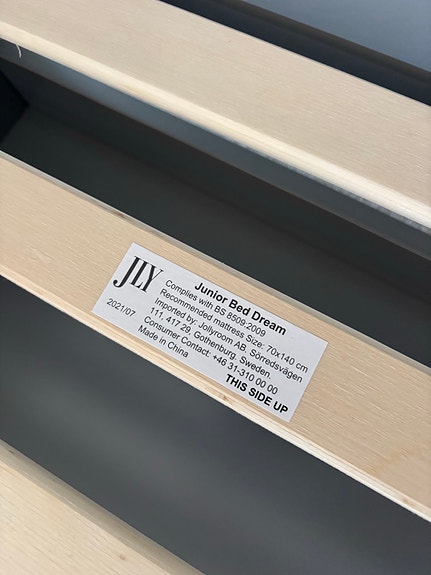 JLY
2021/07
Junior Bed Dream
Complies with BS 8509:2009
Recommended mattress Size: 70x140 cm
Imported by: Jollyroom AB. Sörredsvägen
111, 417 29. Gothenburg. Sweden.
Consumer Contact: +46 31-310 00 00
Made in China
THIS SIDE UP